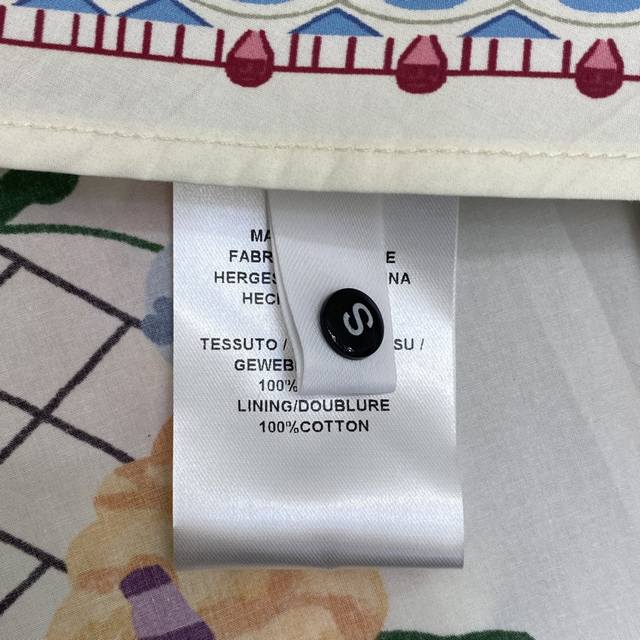 MA
FABR E
HERGES NA
HEC
TESSUTO / SU /
GEWEB
100%
LINING/DOUBLURE
100%COTTON
S